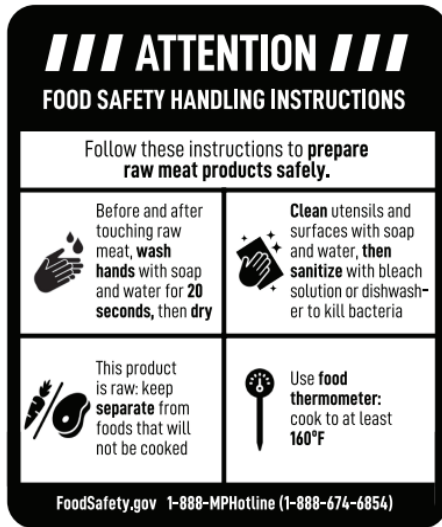 ATTENTION
FOOD SAFETY HANDLING INSTRUCTIONS
Follow these instructions to prepare
raw meat products safely.
Before and after
touching raw
meat, wash
hands with soap
and water for 20
seconds, then dry
Clean utensils and
surfaces with soap
and water, then
sanitize with bleach
solution or dishwash-
er to kill bacteria
This product
is raw: keep
separate from
foods that will
not be cooked
Use food
thermometer:
cook to at least
160°F
FoodSafety.gov 1-888-MPHotline (1-888-674-6854)